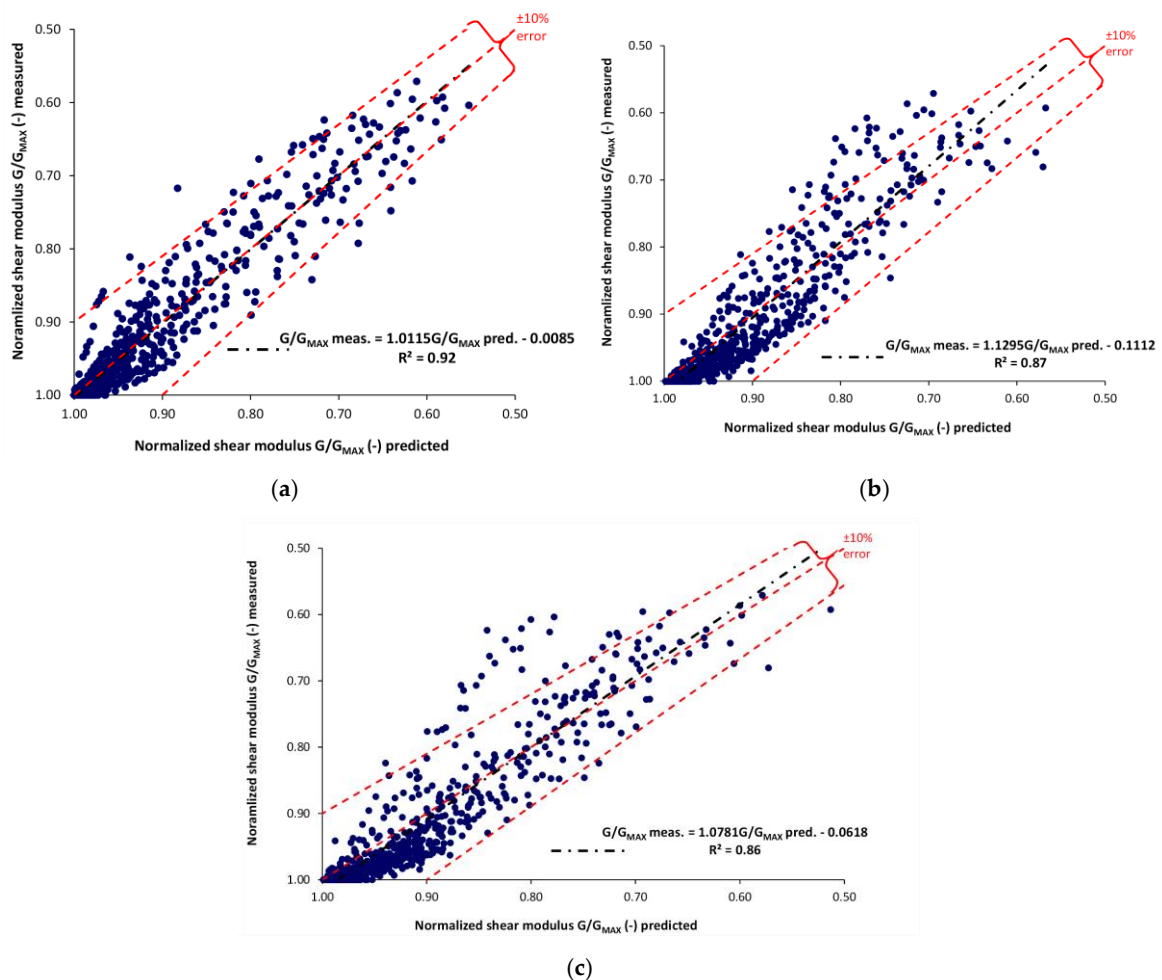 0.50
0.60
0.70
0.80
0.90
1.00
Noramlized shear modulus G/GMAX (-) measured
±10%
error
G/GMAX meas. = 1.0115G/GMAX pred. - 0.0085
R² = 0.92
1.00 0.90 0.80 0.70 0.60 0.50
Normalized shear modulus G/GMAX (-) predicted
(a)
0.50
0.60
0.70
0.80
0.90
1.00
Noramlized shear modulus G/GMAX (-) measured
±10%
error
G/GMAX meas. = 1.1295G/GMAX pred. - 0.1112
R² = 0.87
1.00 0.90 0.80 0.70 0.60 0.50
Normalized shear modulus G/GMAX (-) predicted
(b)
0.50
0.60
0.70
0.80
0.90
1.00
Noramlized shear modulus G/GMAX (-) measured
±10%
error
G/GMAX meas. = 1.0781G/GMAX pred. - 0.0618
R² = 0.86
1.00 0.90 0.80 0.70 0.60 0.50
Normalized shear modulus G/GMAX (-) predicted
(c)